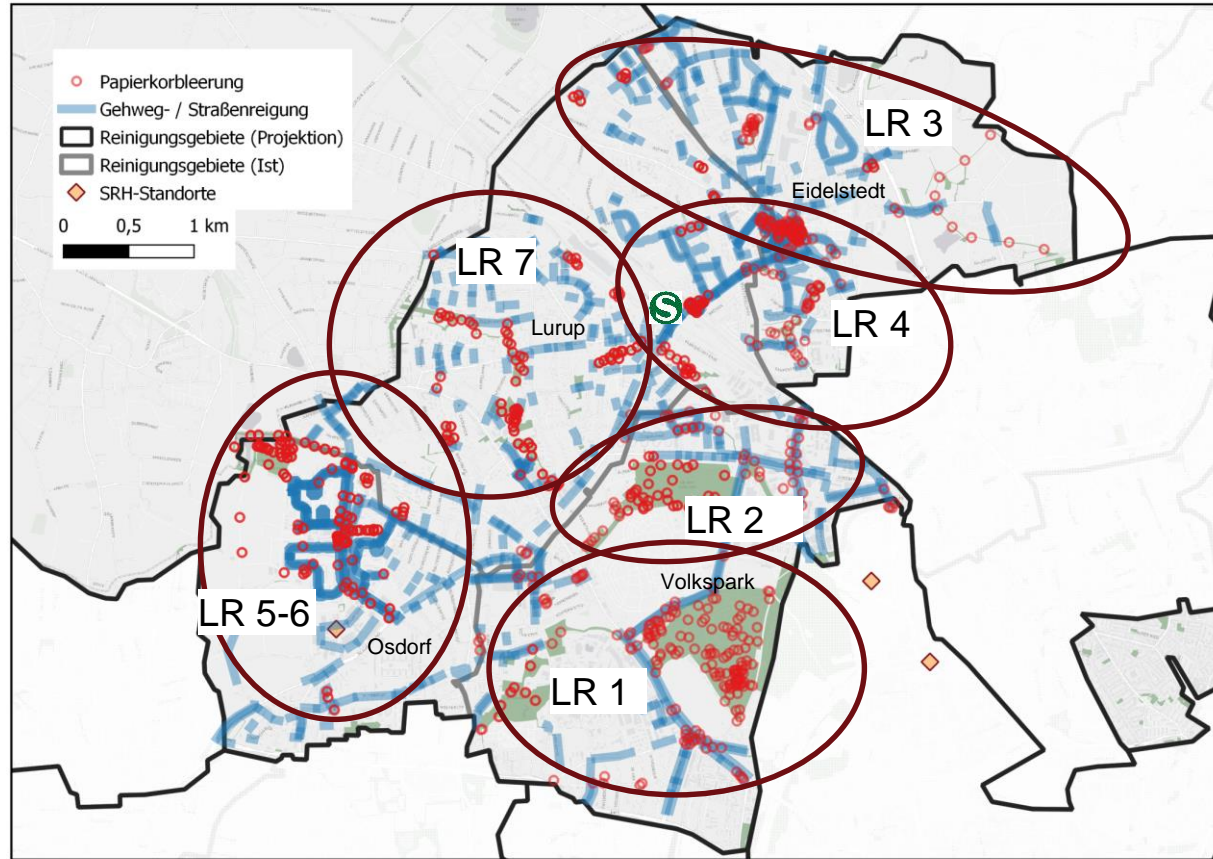 Papierkorbleerung
Gehweg- / Straßenreigung
Reinigungsgebiete (Projektion)
Reinigungsgebiete (Ist)
SRH-Standorte
0 0,5 1 km
LR 3
Eidelstedt
LR 7
S
LR 4
Lurup
LR 2
Volkspark
LR 5-6
Osdorf
LR 1